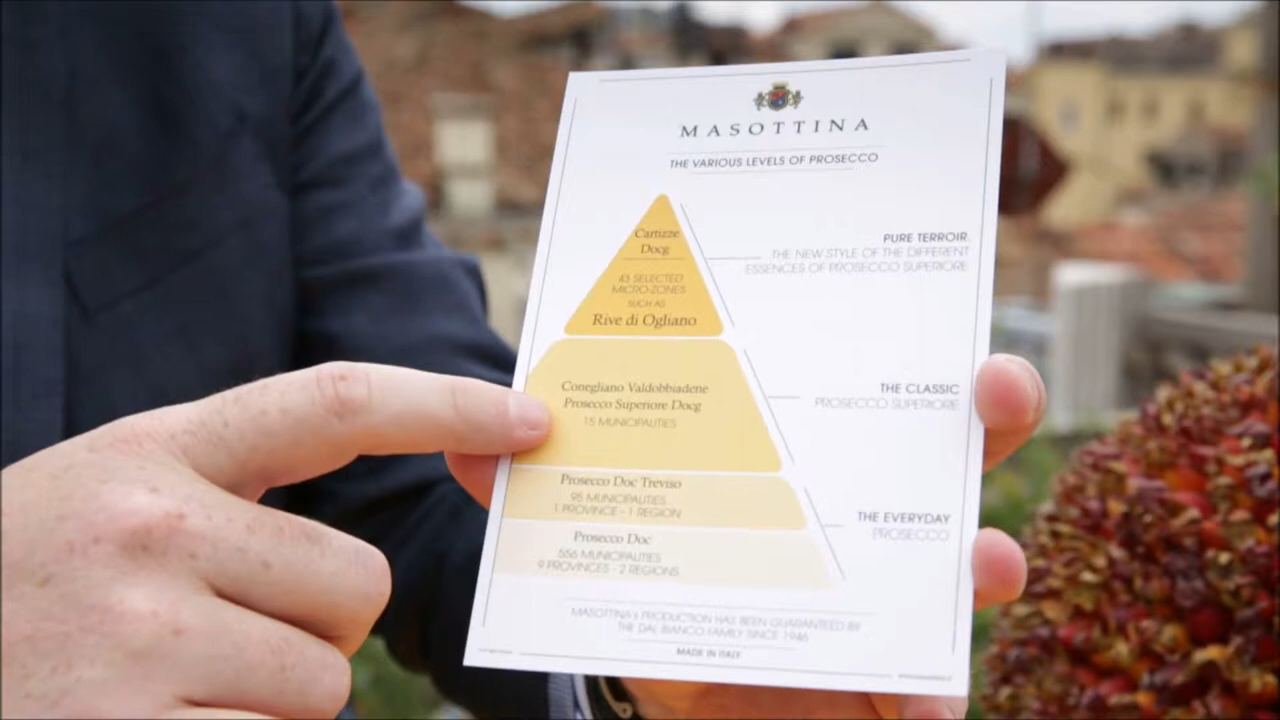 MASOTTINA
THE VARIOUS LEVELS OF PROSECCO
Cartizze
Docg
43 SELECTED
MICRO-ZONES
SUCH AS
Rive di Ogliano
PURE TERROIR.
THE NEW STYLE OF THE DIFFERENT
ESSENCES OF PROSECCO SUPERIORE
Conegliano Valdobbiadene
Prosecco Superiore Docg
15 MUNICIPALITIES
THE CLASSIC
PROSECCO SUPERIORE
Prosecco Doc Treviso
95 MUNICIPALITIES
1 PROVINCE - 1 REGION
Prosecco Doc
556 MUNICIPALITIES
9 PROVINCES - 2 REGIONS
THE EVERYDAY
PROSECCO
MASOTTINA's PRODUCTION HAS BEEN GUARANTEED BY
THE DAL BIANCO FAMILY SINCE 1946
MADE IN ITALY